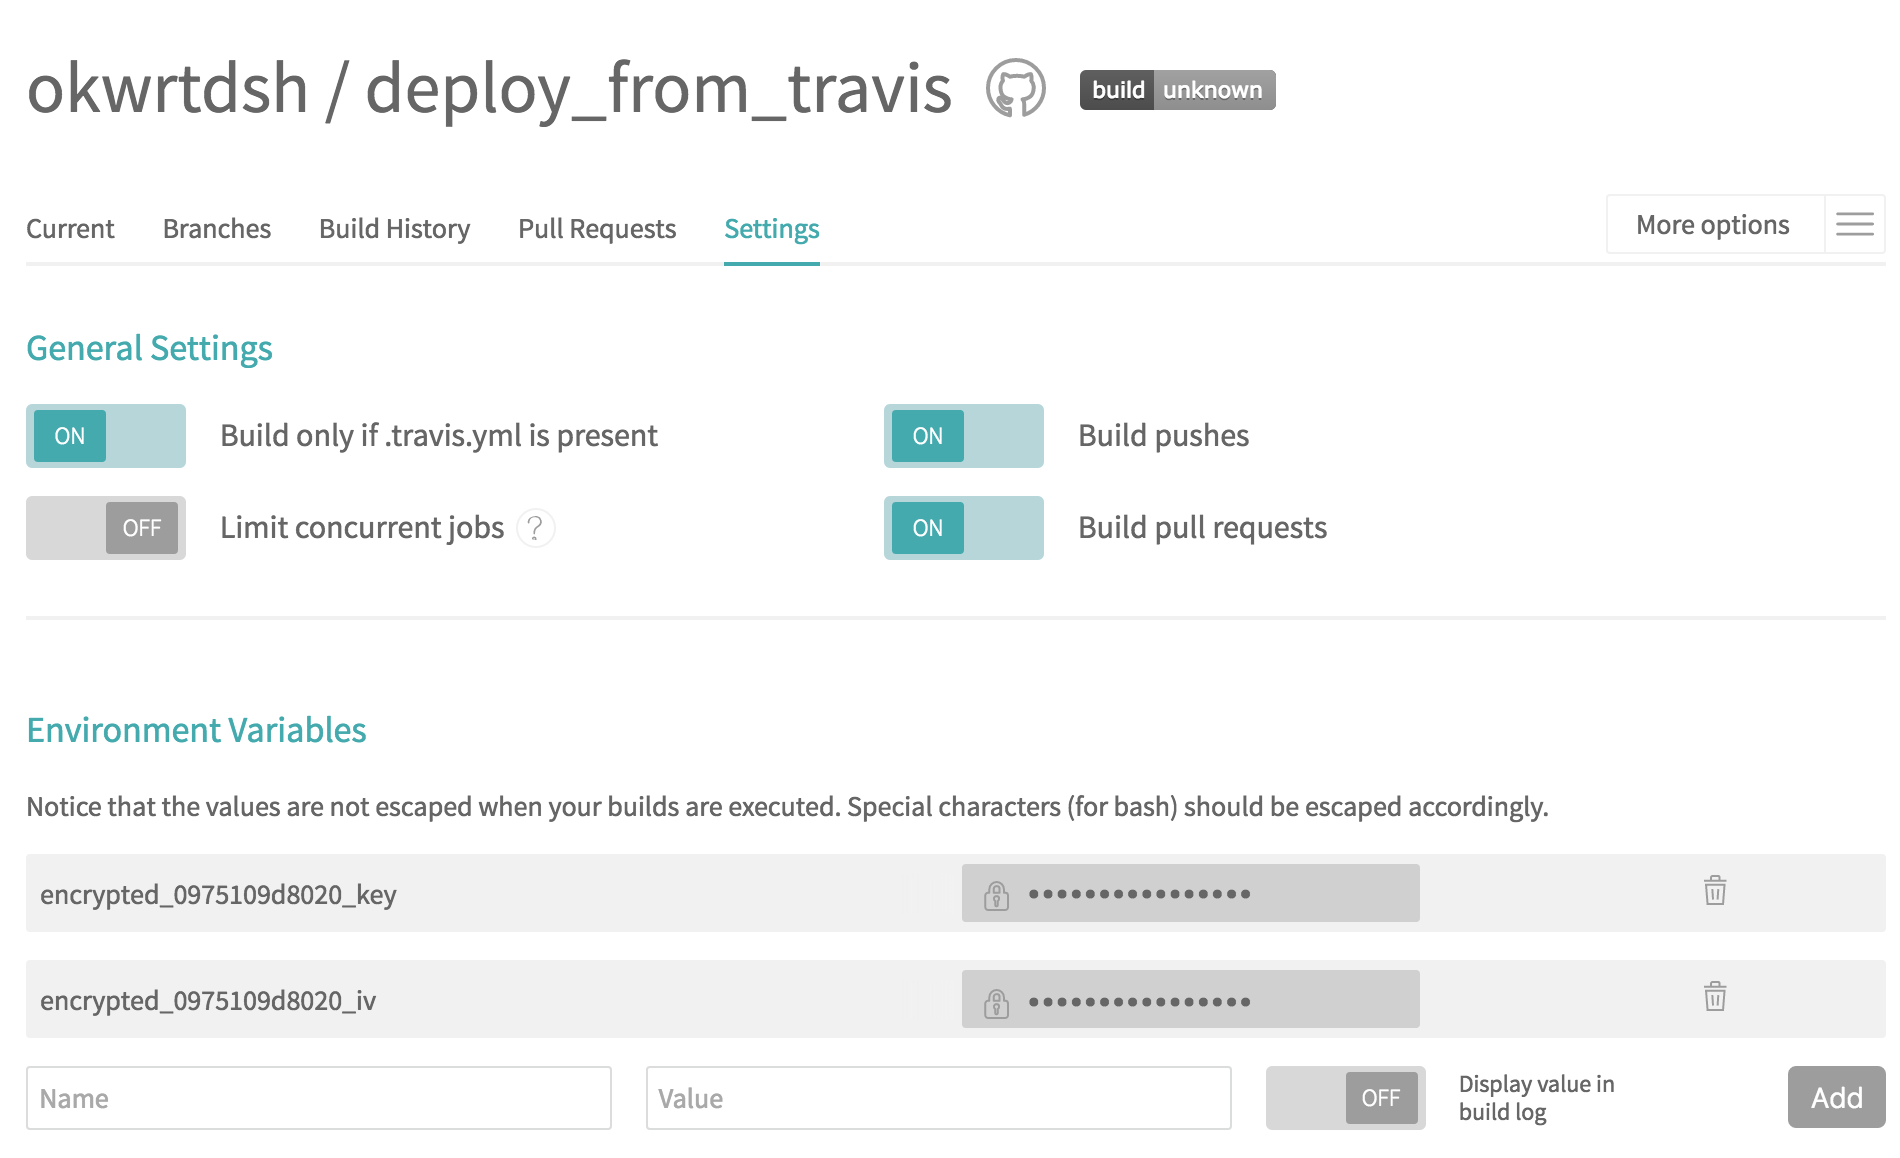 okwrtdsh / deploy_from_travis build unknown
Current Branches Build History Pull Requests Settings More options
General Settings
ON Build only if .travis.yml is present ON Build pushes
OFF Limit concurrent jobs ? ON Build pull requests
Environment Variables
Notice that the values are not escaped when your builds are executed. Special characters (for bash) should be escaped accordingly.
encrypted_0975109d8020_key ••••••••••••••••
encrypted_0975109d8020_iv ••••••••••••••••
Name Value OFF Display value in
build log Add